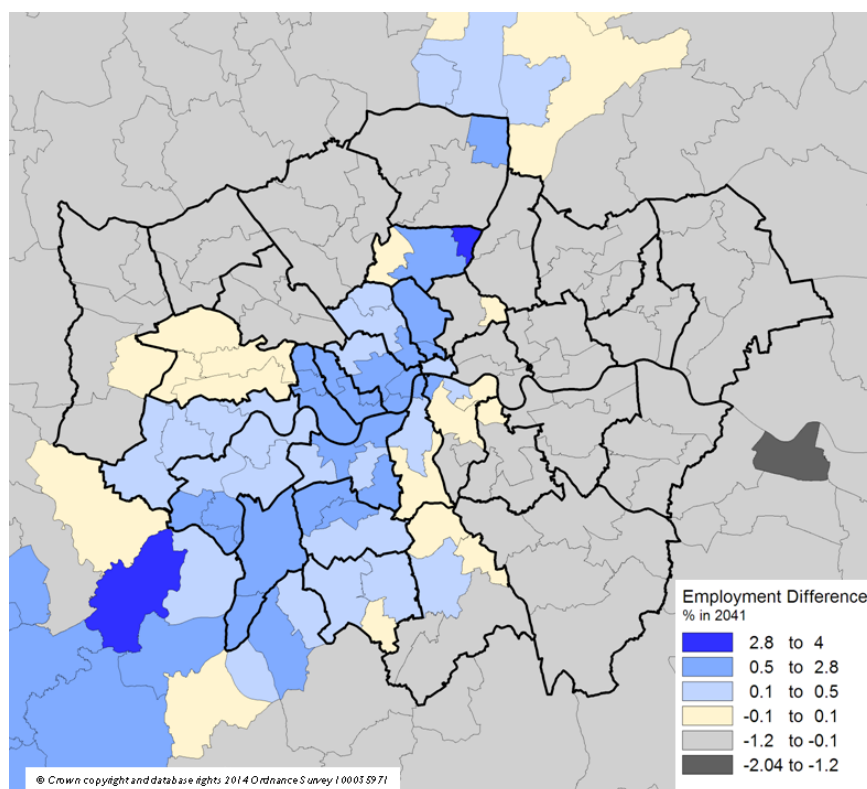 Employment Difference
% in 2041
2.8 to 4
0.5 to 2.8
0.1 to 0.5
-0.1 to 0.1
-1.2 to -0.1
-2.04 to -1.2
© Crown copyright and database rights 2014 Ordnance Survey 100035971